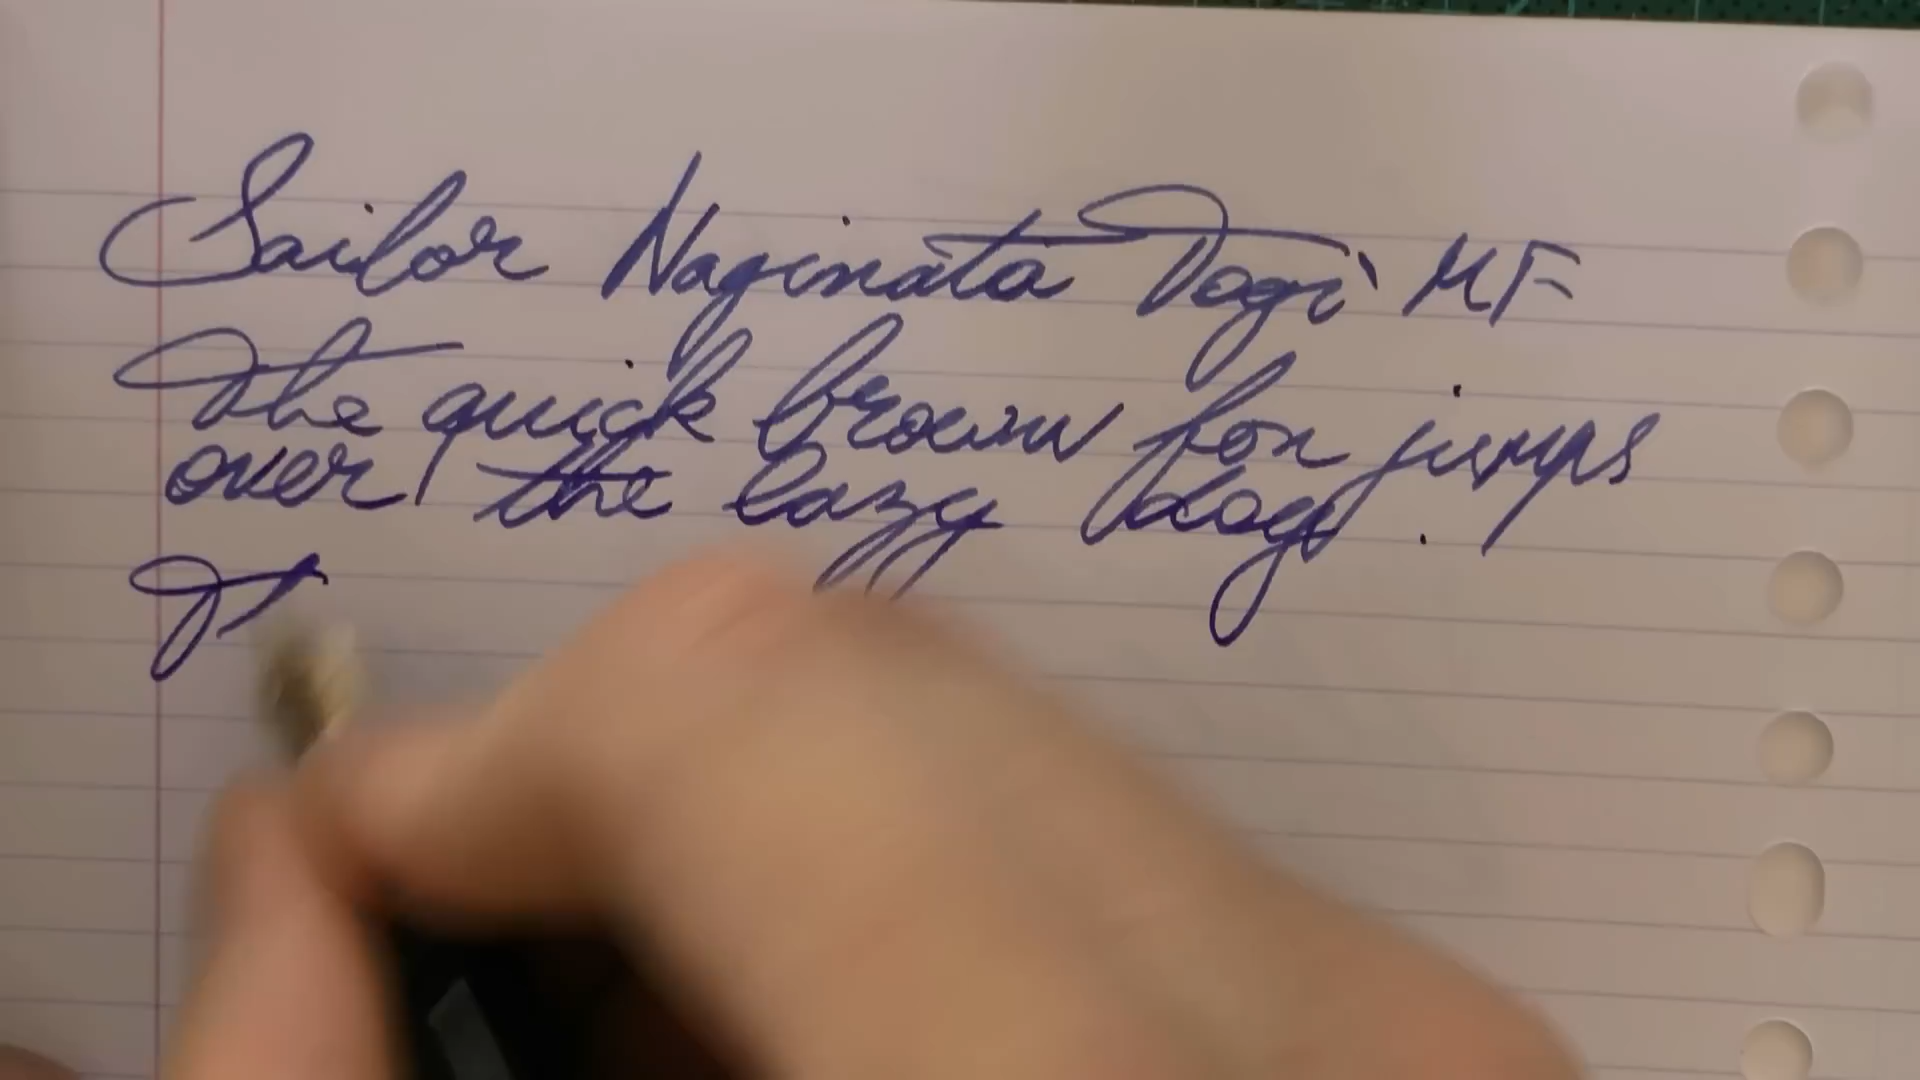 Sailor Naginata Togi MF
The quick brown fox jumps
over the lazy dog.